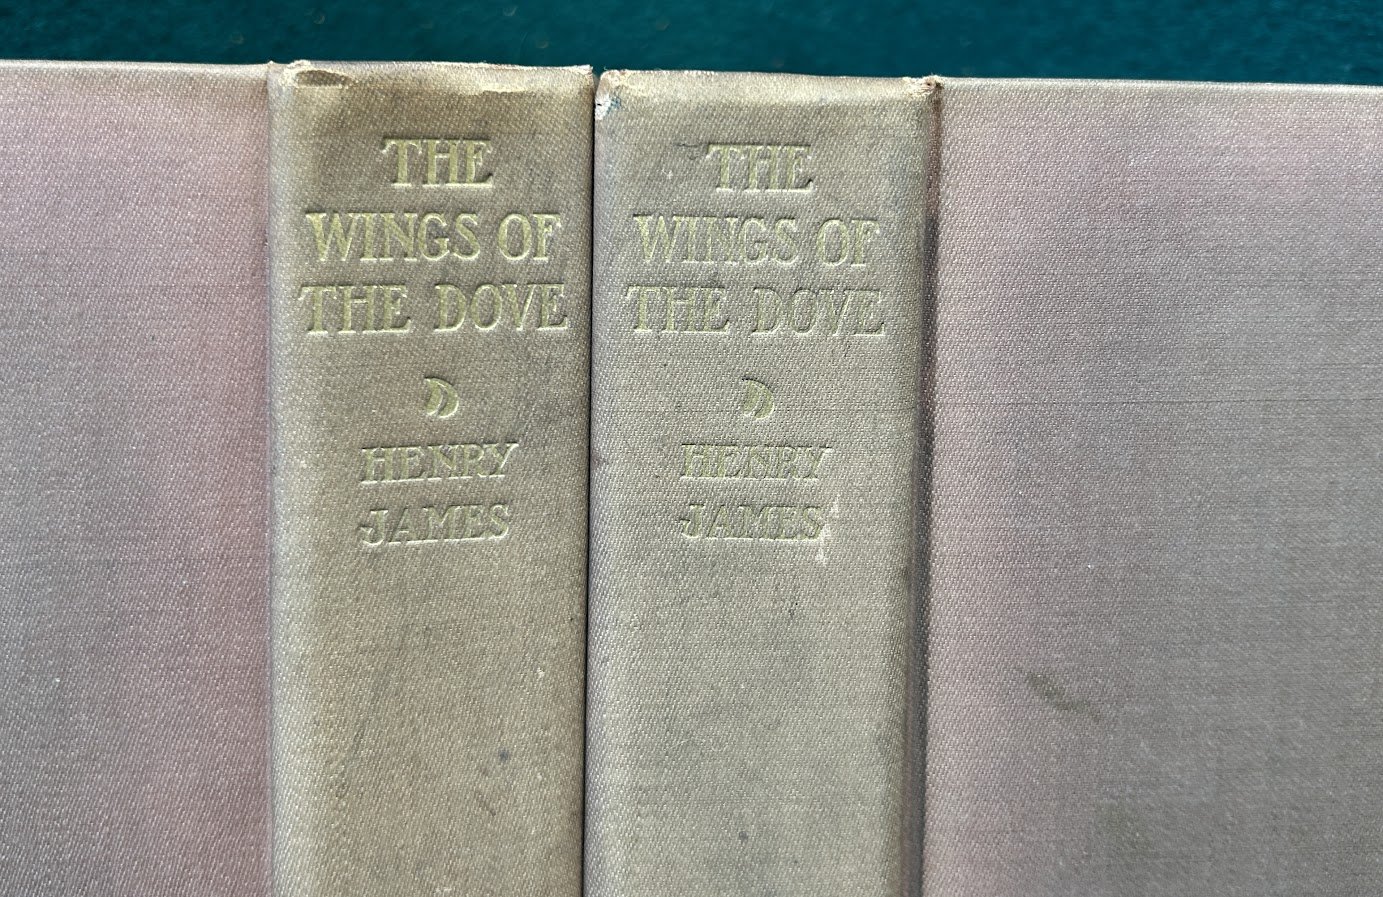 THE
WINGS OF
THE DOVE
HENRY
JAMES
THE
WINGS OF
THE DOVE
HENRY
JAMES